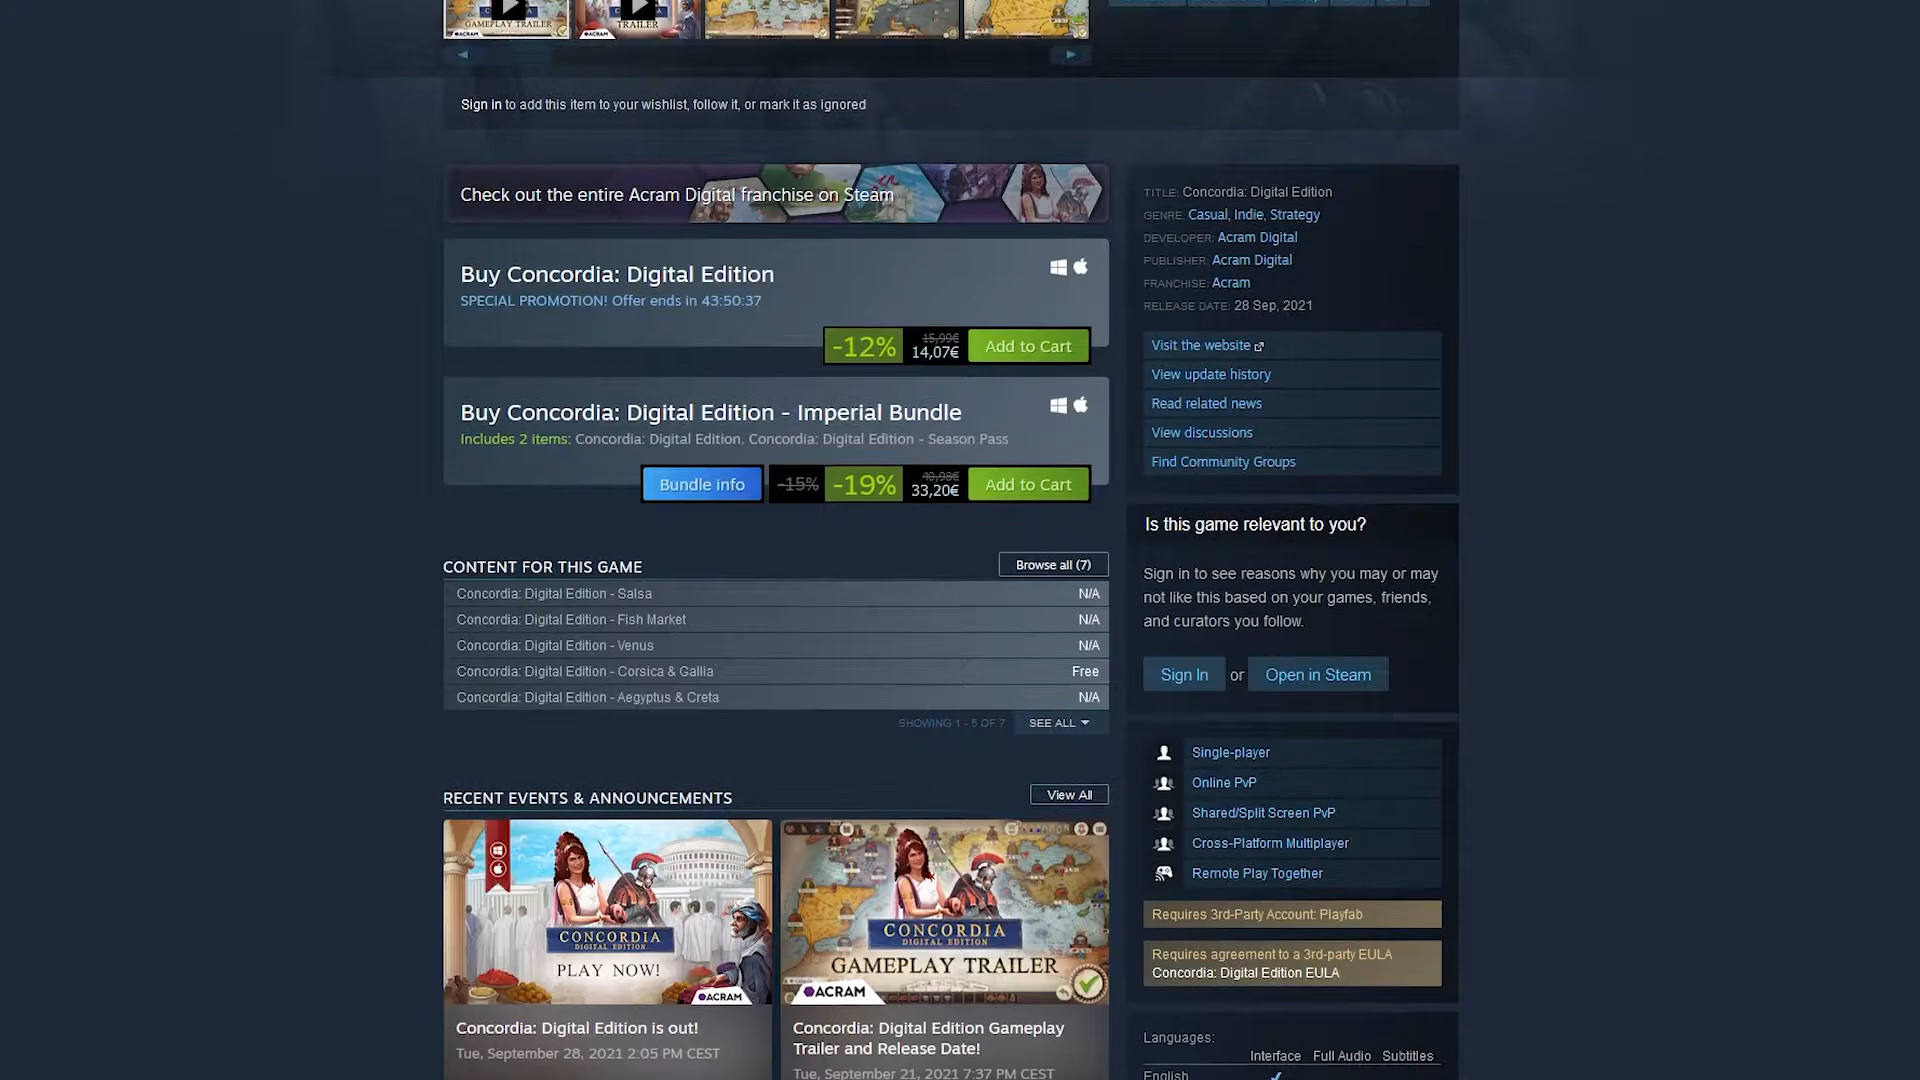 GAMEPLAY TRAILER
ACRAM
TRAILER
ACRAM
Sign in to add this item to your wishlist, follow it, or mark it as ignored
Check out the entire Acram Digital franchise on Steam
Buy Concordia: Digital Edition
SPECIAL PROMOTION! Offer ends in 43:50:37
-12%
15,99€
14,07€
Add to Cart
Buy Concordia: Digital Edition - Imperial Bundle
Includes 2 items: Concordia: Digital Edition, Concordia: Digital Edition - Season Pass
Bundle info
-15%
-19%
40,98€
33,20€
Add to Cart
CONTENT FOR THIS GAME
Browse all (7)
Concordia: Digital Edition - Salsa N/A
Concordia: Digital Edition - Fish Market N/A
Concordia: Digital Edition - Venus N/A
Concordia: Digital Edition - Corsica & Gallia Free
Concordia: Digital Edition - Aegyptus & Creta N/A
SHOWING 1 - 5 OF 7 SEE ALL
RECENT EVENTS & ANNOUNCEMENTS
View All
CONCORDIA
DIGITAL EDITION
PLAY NOW!
ACRAM
Concordia: Digital Edition is out!
Tue, September 28, 2021 2:05 PM CEST
CONCORDIA
DIGITAL EDITION
GAMEPLAY TRAILER
ACRAM
Concordia: Digital Edition Gameplay
Trailer and Release Date!
Tue, September 21, 2021 7:37 PM CEST
TITLE: Concordia: Digital Edition
GENRE: Casual, Indie, Strategy
DEVELOPER: Acram Digital
PUBLISHER: Acram Digital
FRANCHISE: Acram
RELEASE DATE: 28 Sep, 2021
Visit the website
View update history
Read related news
View discussions
Find Community Groups
Is this game relevant to you?
Sign in to see reasons why you may or may
not like this based on your games, friends,
and curators you follow.
Sign In or Open in Steam
Single-player
Online PvP
Shared/Split Screen PvP
Cross-Platform Multiplayer
Remote Play Together
Requires 3rd-Party Account: Playfab
Requires agreement to a 3rd-party EULA
Concordia: Digital Edition EULA
Languages:
Interface Full Audio Subtitles
English